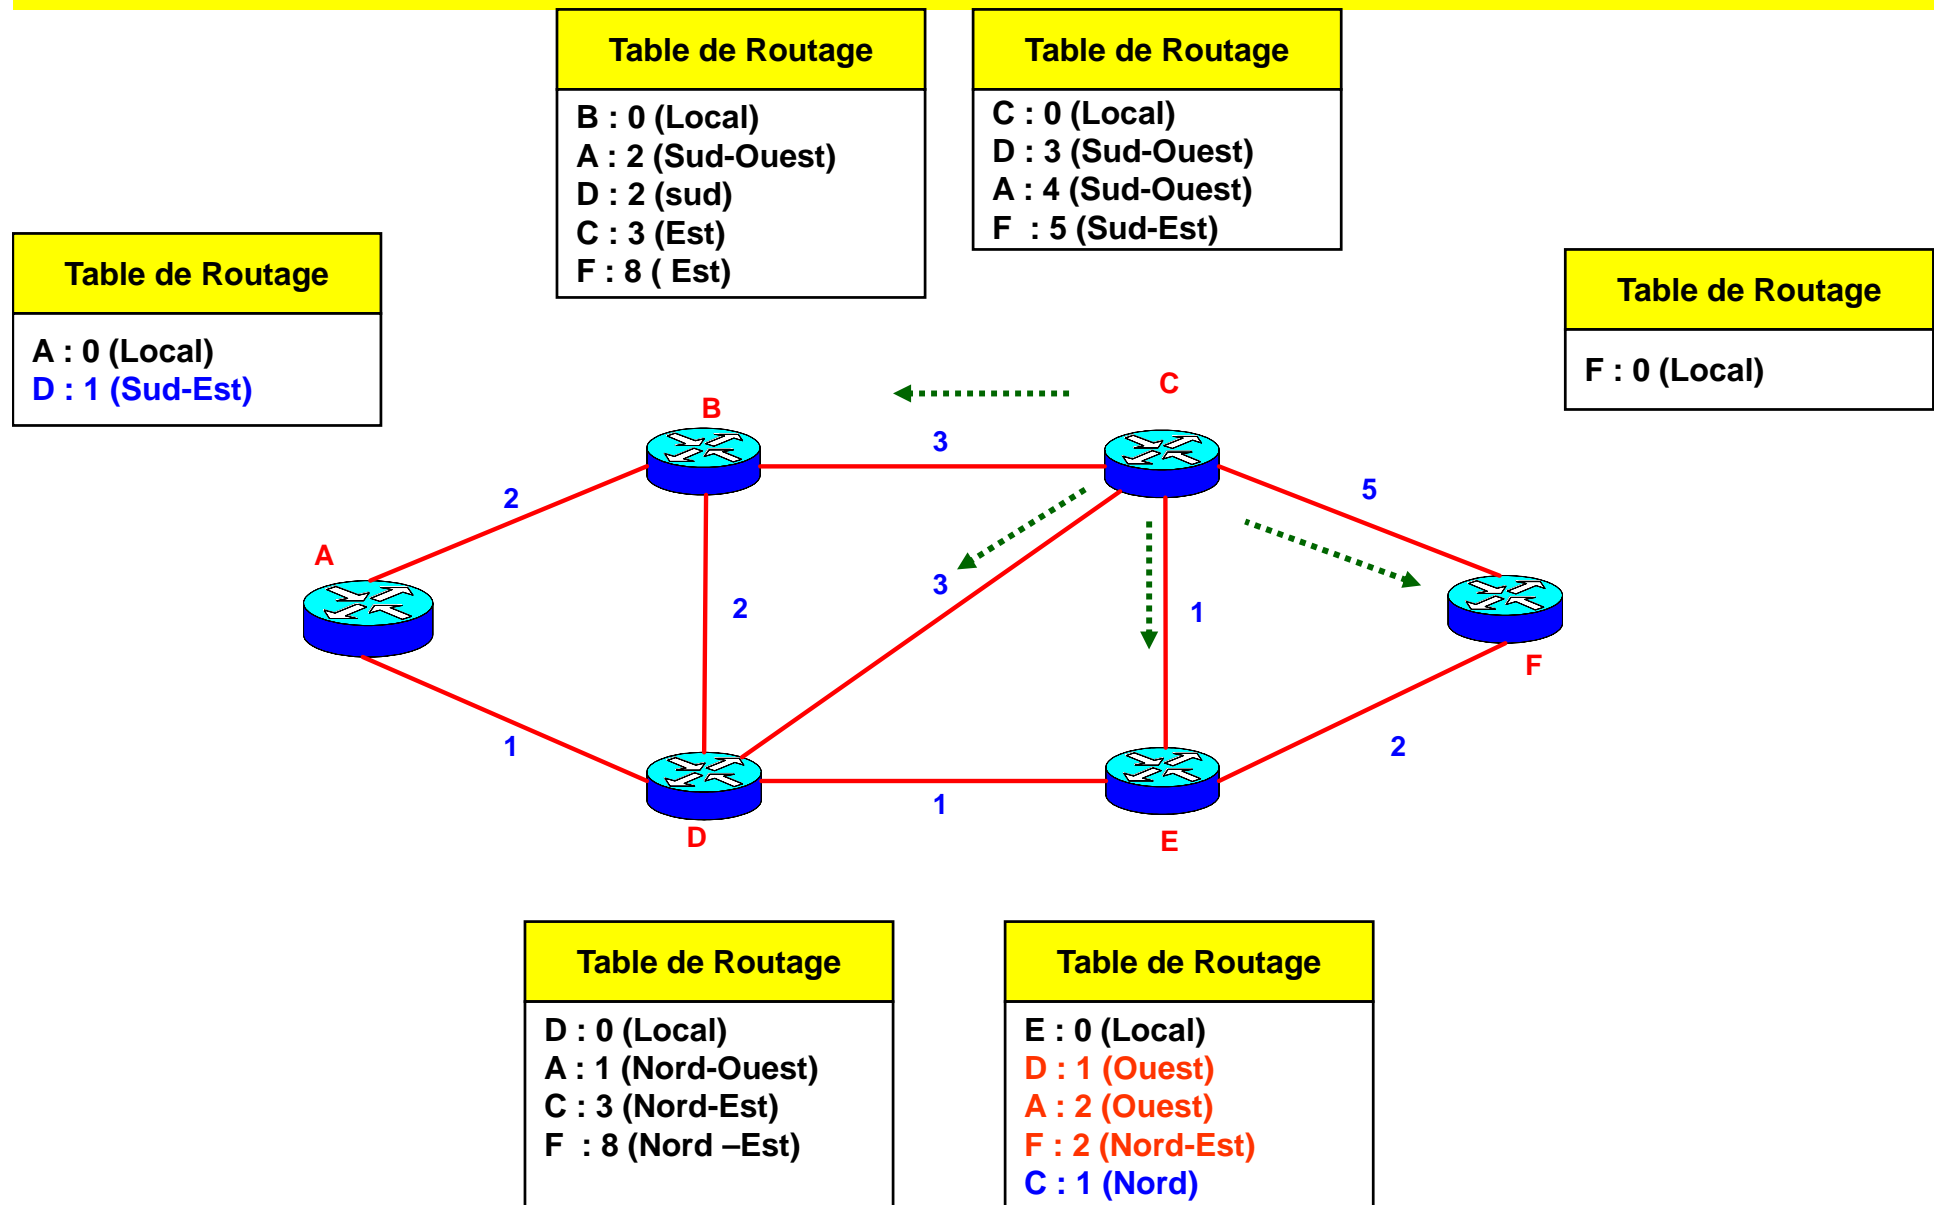 Table de Routage
B : 0 (Local)
A : 2 (Sud-Ouest)
D : 2 (sud)
C : 3 (Est)
F : 8 ( Est)
Table de Routage
C : 0 (Local)
D : 3 (Sud-Ouest)
A : 4 (Sud-Ouest)
F : 5 (Sud-Est)
Table de Routage
A : 0 (Local)
D : 1 (Sud-Est)
Table de Routage
F : 0 (Local)
C
B
3
5
2
A
3
2
1
F
1
2
1
D
E
Table de Routage
D : 0 (Local)
A : 1 (Nord-Ouest)
C : 3 (Nord-Est)
F : 8 (Nord –Est)
Table de Routage
E : 0 (Local)
D : 1 (Ouest)
A : 2 (Ouest)
F : 2 (Nord-Est)
C : 1 (Nord)